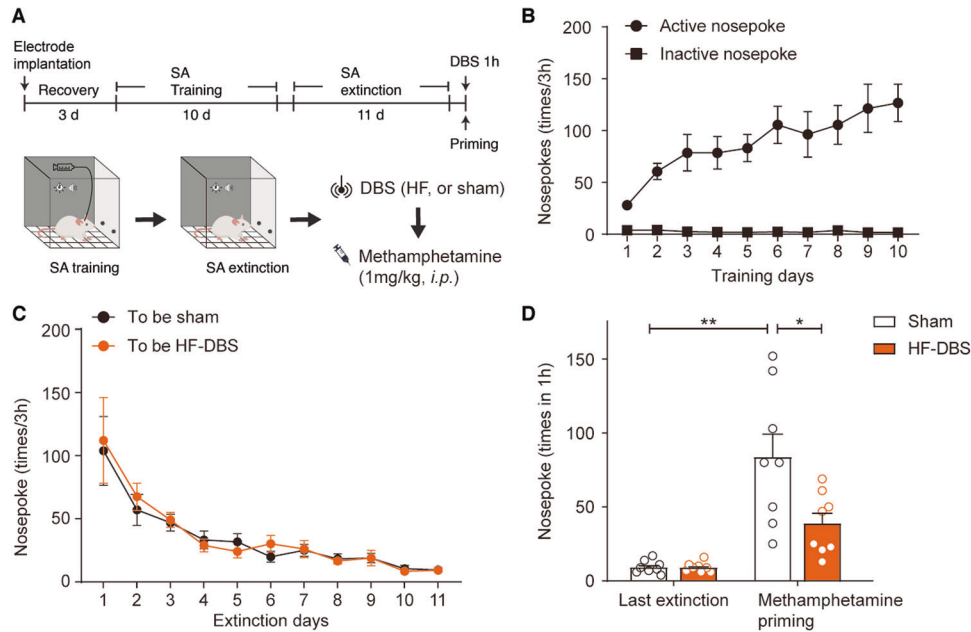 A
Electrode
implantation
Recovery
3 d
SA
Training
10 d
SA
extinction
11 d
DBS 1h
Priming
SA training
SA extinction
DBS (HF, or sham)
Methamphetamine
(1mg/kg, i.p.)
B
Active nosepoke
Inactive nosepoke
Nosepokes (times/3h)
200
150
100
50
0
1 2 3 4 5 6 7 8 9 10
Training days
C
To be sham
To be HF-DBS
Nosepoke (times/3h)
200
150
100
50
0
1 2 3 4 5 6 7 8 9 10 11
Extinction days
D
Sham
HF-DBS
** *
Nosepoke (times in 1h)
150
100
50
0
Last extinction
Methamphetamine
priming